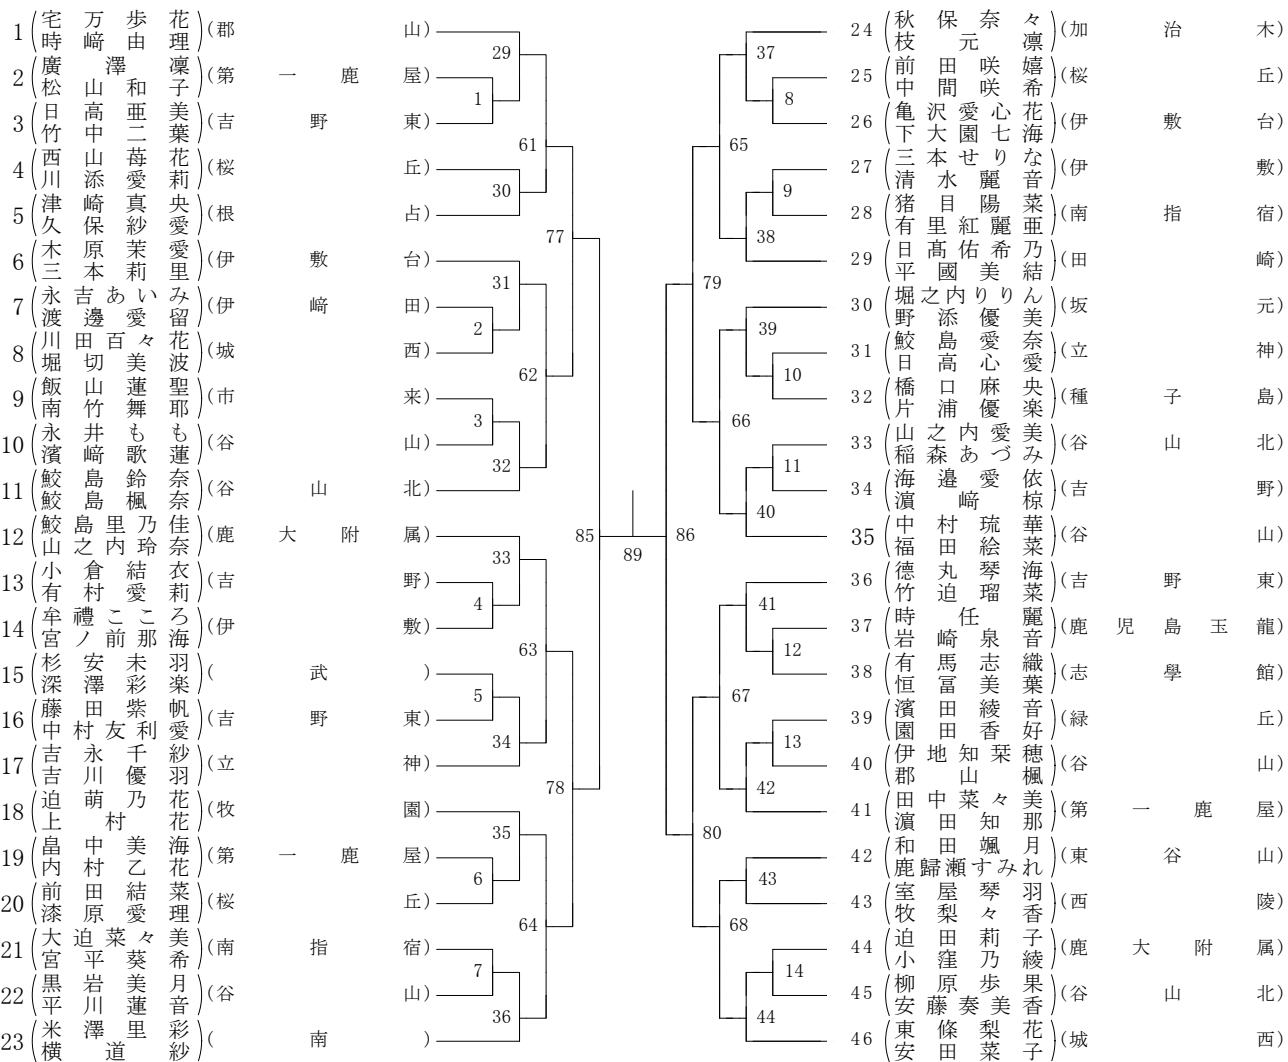 1 宅万歩花 時﨑由理 (郡山)
2 廣澤凜 松山和子 (第一鹿屋)
3 日高亜美 竹中二葉 (吉野東)
4 西山苺花 川添愛莉 (桜丘)
5 津崎真央 久保紗愛 (根占)
6 木原茉愛 三本莉里 (伊敷台)
7 永吉あいみ 渡邊愛留 (伊﨑田)
8 川田百々花 堀切美波 (城西)
9 飯山蓮聖 南竹舞耶 (市来)
10 永井もも 濱﨑歌蓮 (谷山)
11 鮫島鈴奈 鮫島楓奈 (谷山北)
12 鮫島里乃佳 山之内玲奈 (鹿大附属)
13 小倉結衣 有村愛莉 (吉野)
14 牟禮こころ 宮ノ前那海 (伊敷)
15 杉安未羽 深澤彩楽 (武)
16 藤田紫帆 中村友利愛 (吉野東)
17 吉永千紗 吉川優羽 (立神)
18 迫萌乃花 上村花 (牧園)
19 畠中美海 内村乙花 (第一鹿屋)
20 前田結菜 漆原愛理 (桜丘)
21 大迫菜々美 宮平葵希 (南指宿)
22 黒岩美月 平川蓮音 (谷山)
23 米澤里彩 横道紗 (南)
29
1
61
30
77
31
2
62
3
32
85
33
4
63
5
34
78
35
6
64
7
36
89
86
37
8
65
9
38
79
39
10
66
11
40
41
12
67
13
42
80
43
68
14
44
24 秋保奈々 枝元凛 (加治木)
25 前田咲嬉 中間咲希 (桜丘)
26 亀沢愛心花 下大園七海 (伊敷台)
27 三本せりな 清水麗音 (伊敷)
28 猪目陽菜 有里紅麗亜 (南指宿)
29 日髙佑希乃 平國美結 (田崎)
30 堀之内りりん 野添優美 (坂元)
31 鮫島愛奈 日高心愛 (立神)
32 橋口麻央 片浦優楽 (種子島)
33 山之内愛美 稲森あづみ (谷山北)
34 海邉愛依 濵﨑椋 (吉野)
35 中村琉華 福田絵菜 (谷山)
36 徳丸琴海 竹迫瑠菜 (吉野東)
37 時任麗 岩崎泉音 (鹿児島玉龍)
38 有馬志織 恒冨美葉 (志學館)
39 濱田綾音 園田香好 (緑丘)
40 伊地知栞穂 郡山楓 (谷山)
41 田中菜々美 濵田知那 (第一鹿屋)
42 和田颯月 鹿歸瀬すみれ (東谷山)
43 室屋琴羽 牧梨々香 (西陵)
44 迫田莉子 小窪乃綾 (鹿大附属)
45 柳原歩果 安藤奏美香 (谷山北)
46 東條梨花 安田菜子 (城西)